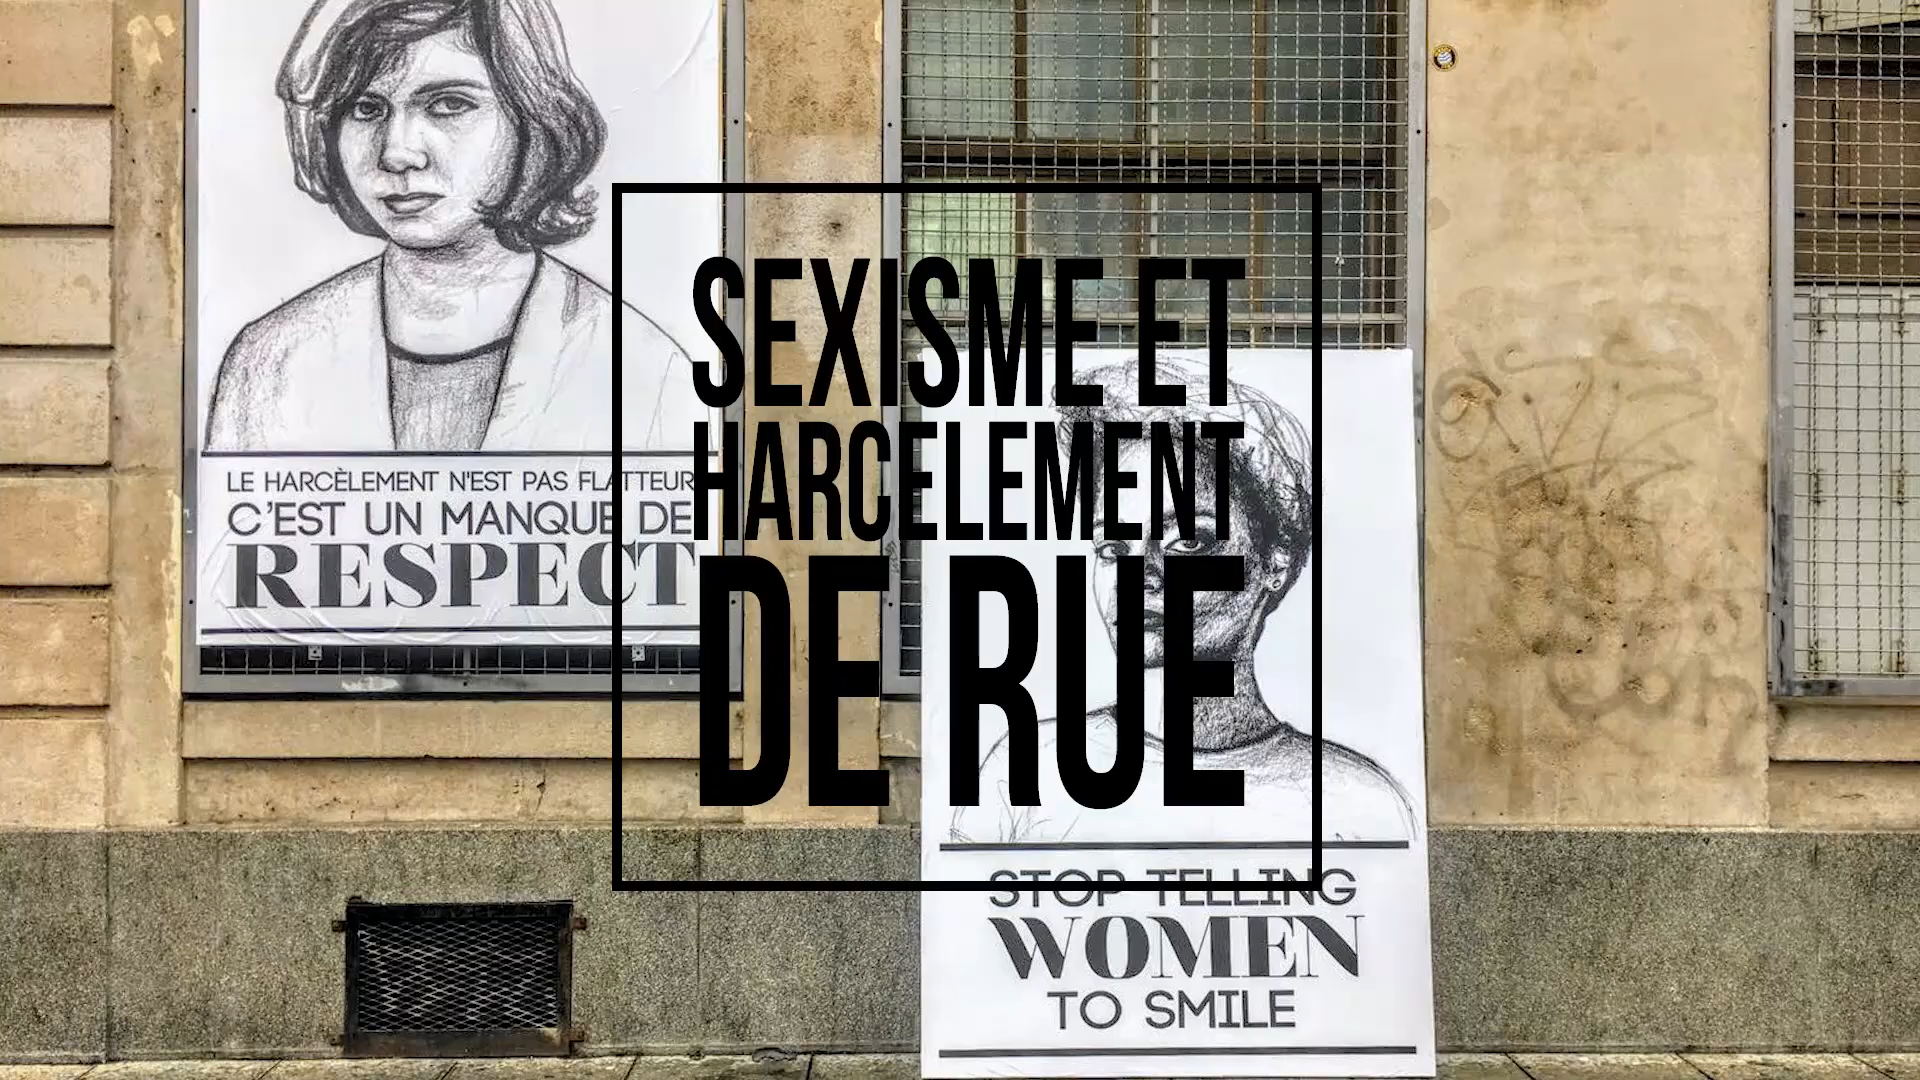 LE HARCÈLEMENT N'EST PAS FLATTEUR
C'EST UN MANQUE DE
RESPECT
SEXISME ET
HARCELEMENT
DE RUE
STOP TELLING
WOMEN
TO SMILE